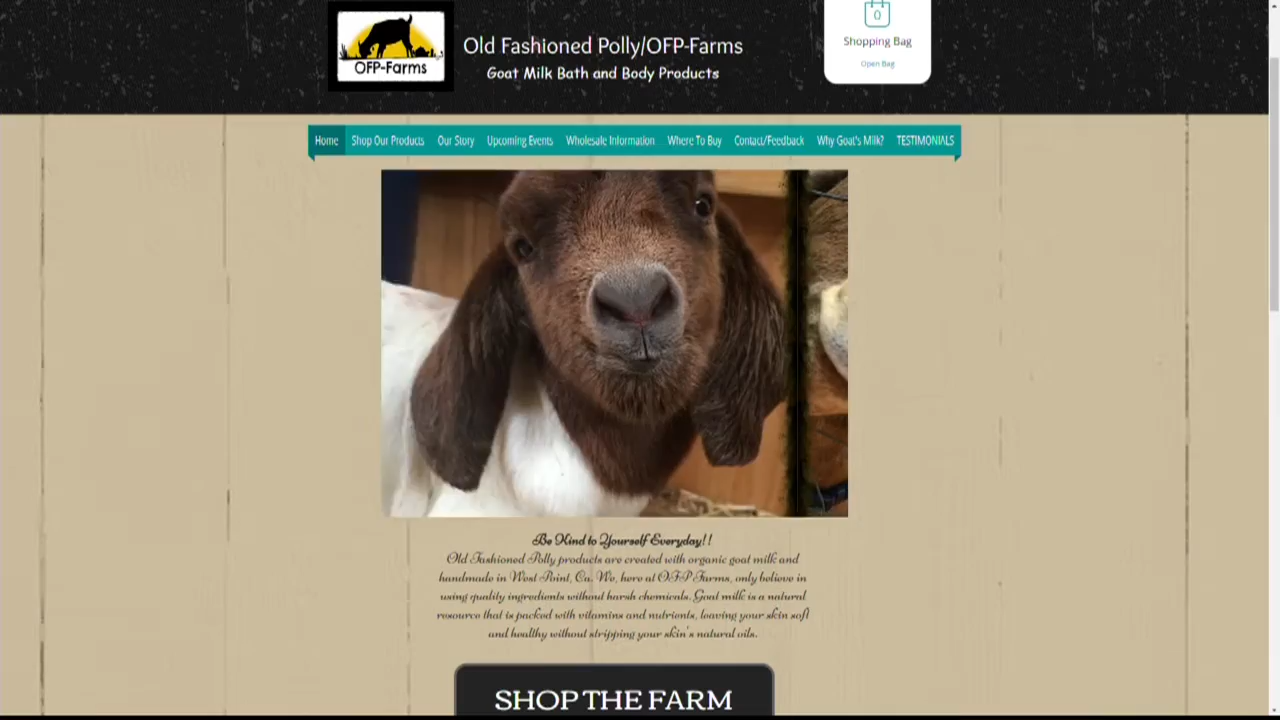 OFP-Farms
Old Fashioned Polly/OFP-Farms
Goat Milk Bath and Body Products
0
Shopping Bag
Open Bag
Home Shop Our Products Our Story Upcoming Events Wholesale Information Where To Buy Contact/Feedback Why Goat's Milk? TESTIMONIALS
Be Kind to Yourself Everyday!!
Old Fashioned Polly products are created with organic goat milk and
handmade in West Point, Ca. We, here at OFP Farms, only believe in
using quality ingredients without harsh chemicals. Goat milk is a natural
resource that is packed with vitamins and nutrients, leaving your skin soft
and healthy without stripping your skin's natural oils.
SHOP THE FARM